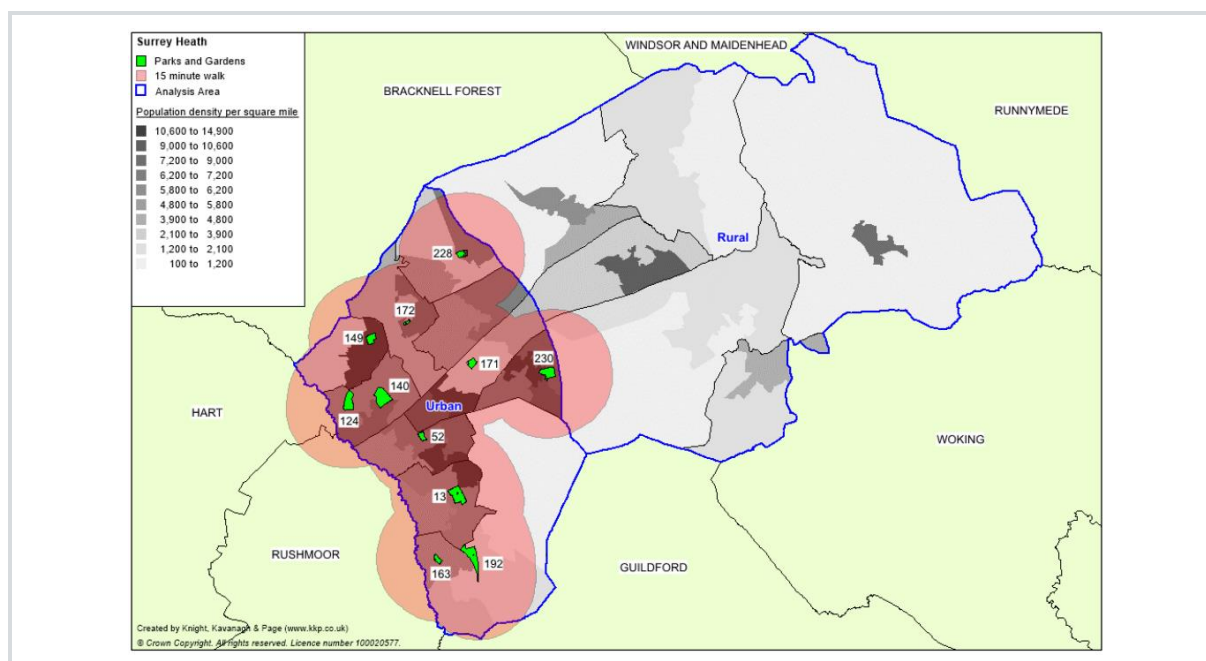 Surrey Heath
Parks and Gardens
15 minute walk
Analysis Area
Population density per square mile
10,600 to 14,900
9,000 to 10,600
7,200 to 9,000
6,200 to 7,200
5,800 to 6,200
4,800 to 5,800
3,900 to 4,800
2,100 to 3,900
1,200 to 2,100
100 to 1,200
WINDSOR AND MAIDENHEAD
BRACKNELL FOREST
RUNNYMEDE
Rural
228
172
149
171
230
140
Urban
124
HART
52
WOKING
13
RUSHMOOR
163
192
GUILDFORD
Created by Knight, Kavanagh & Page (www.kkp.co.uk)
© Crown Copyright. All rights reserved. Licence number 100020577.